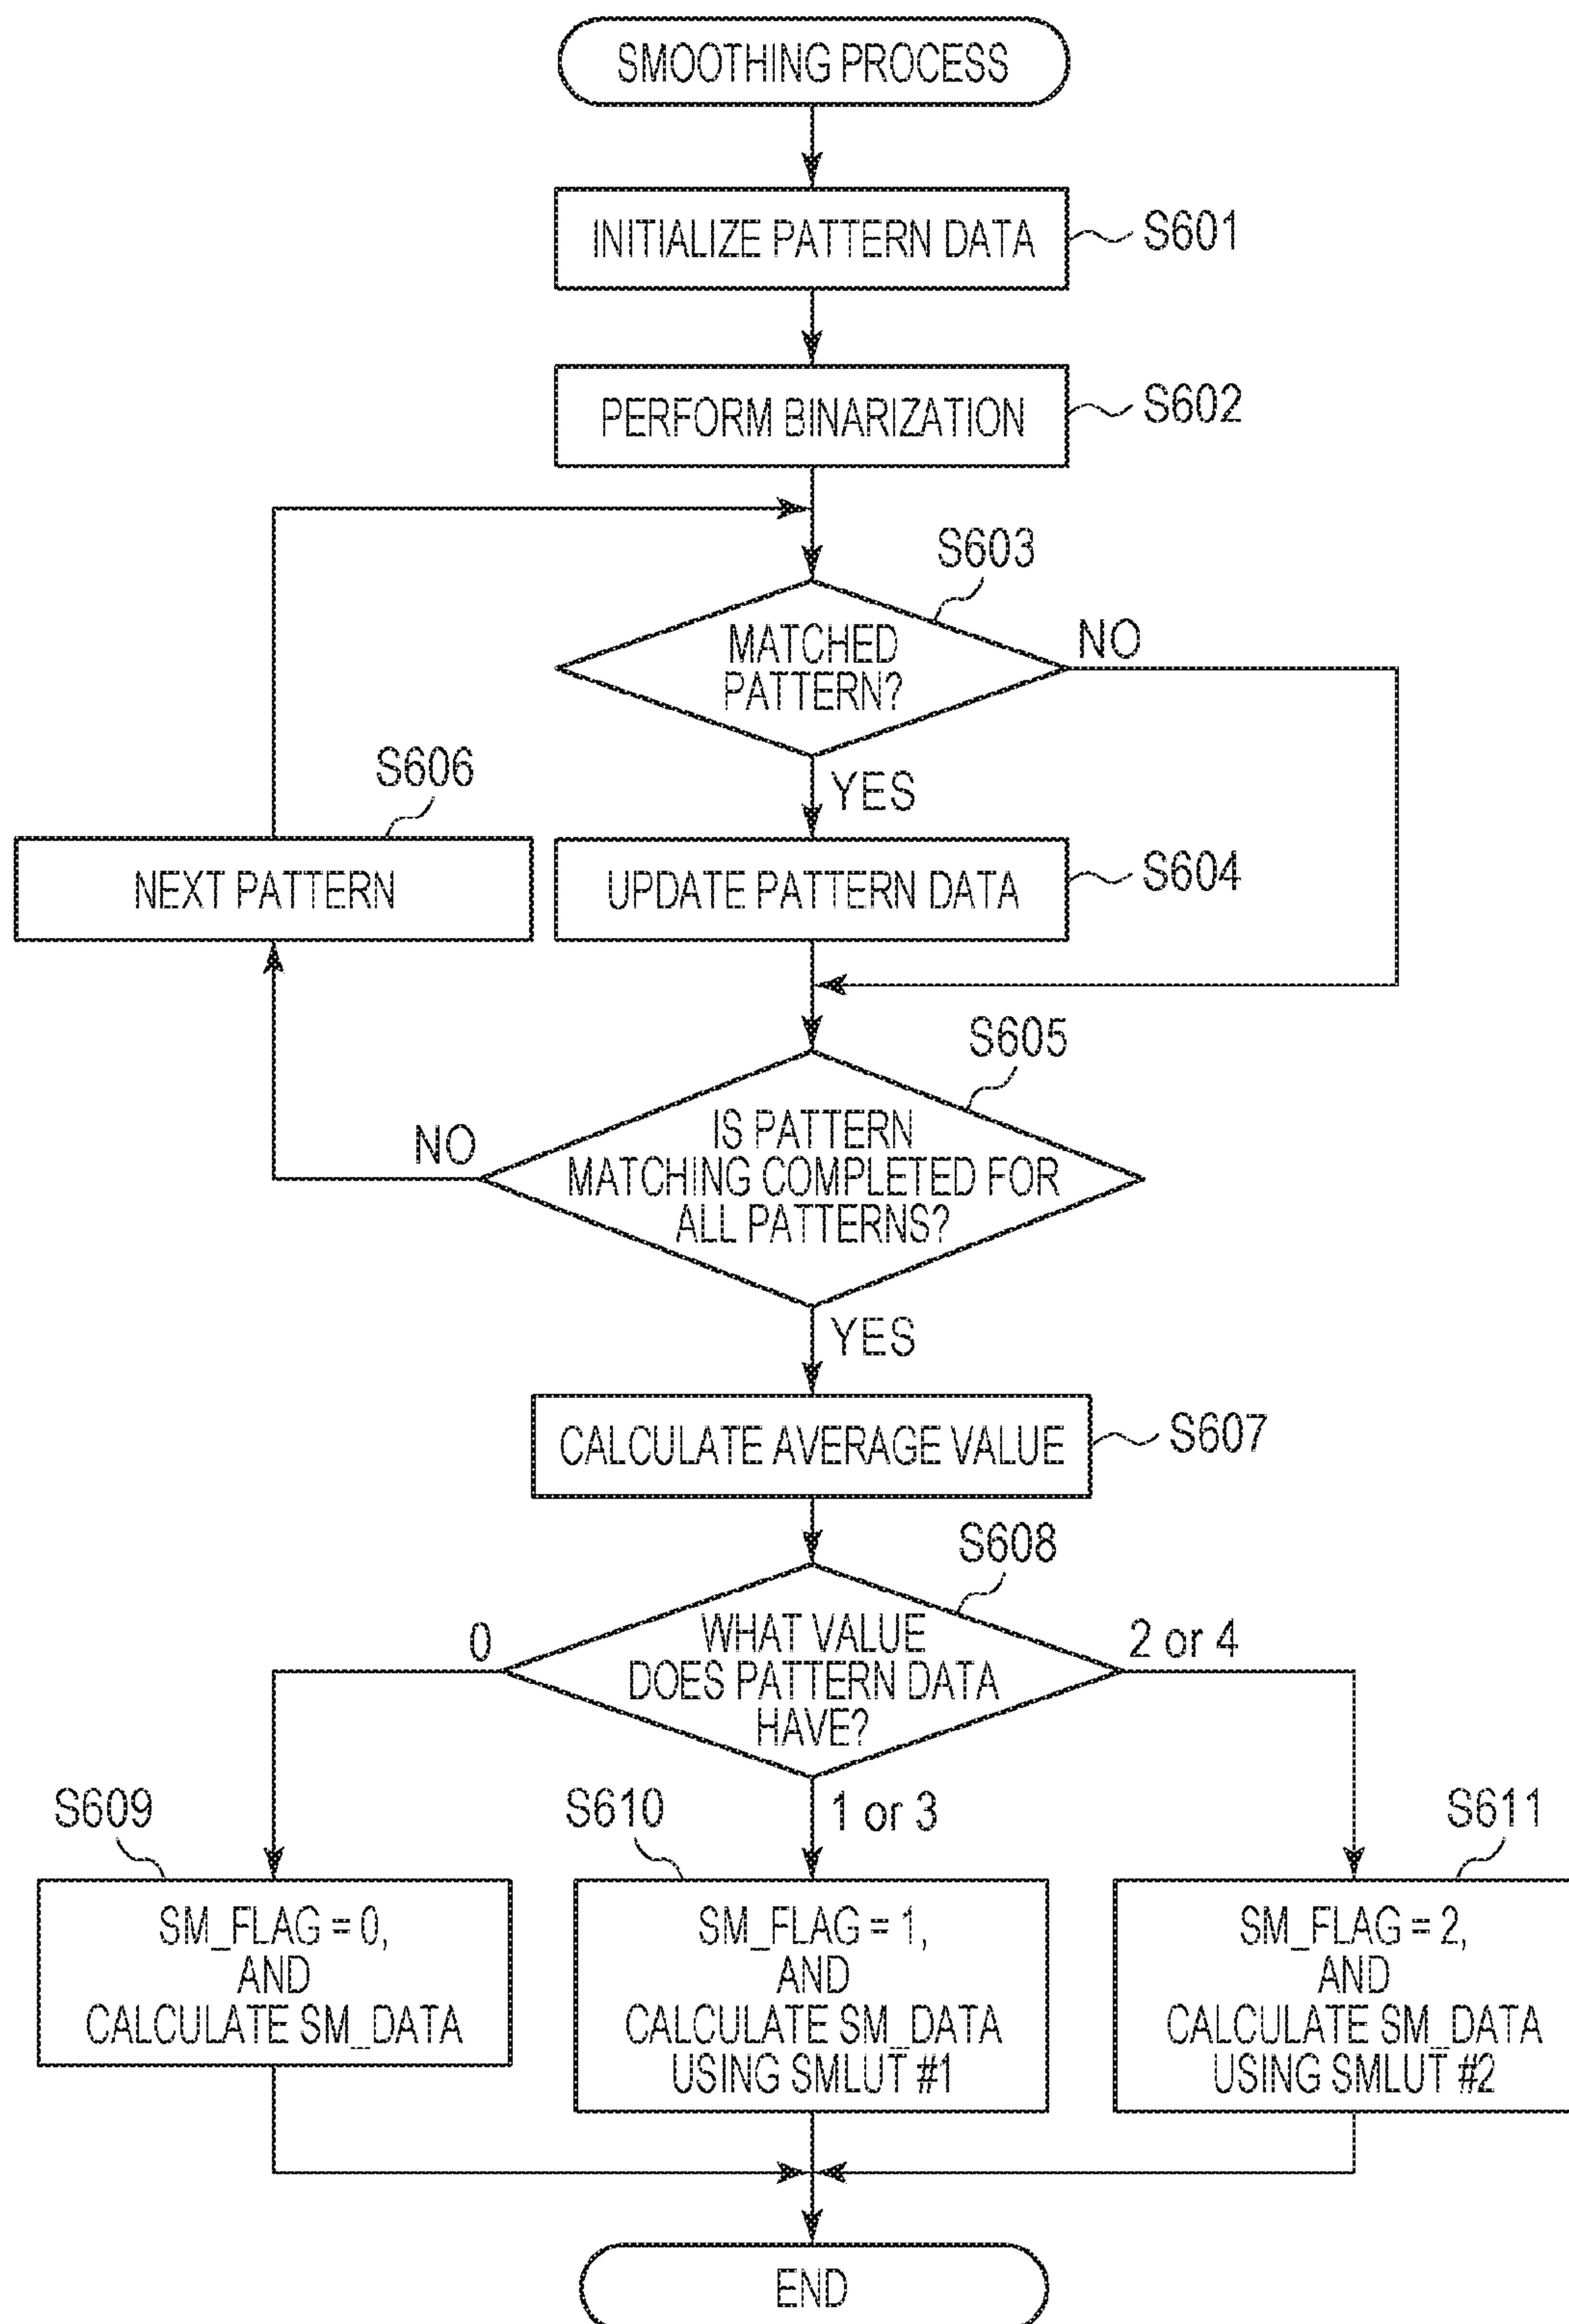 SMOOTHING PROCESS
INITIALIZE PATTERN DATA
S601
PERFORM BINARIZATION
S602
S603
MATCHED
PATTERN?
NO
YES
S606
NEXT PATTERN
UPDATE PATTERN DATA
S604
S605
IS PATTERN
MATCHING COMPLETED FOR
ALL PATTERNS?
NO
YES
CALCULATE AVERAGE VALUE
S607
S608
WHAT VALUE
DOES PATTERN DATA
HAVE?
0
2 or 4
1 or 3
S609
SM_FLAG = 0,
AND
CALCULATE SM_DATA
S610
SM_FLAG = 1,
AND
CALCULATE SM_DATA
USING SMLUT #1
S611
SM_FLAG = 2,
AND
CALCULATE SM_DATA
USING SMLUT #2
END